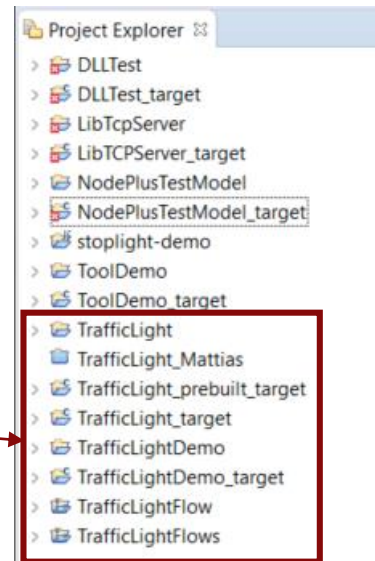 Project Explorer
DLLTest
DLLTest_target
LibTcpServer
LibTCPServer_target
NodePlusTestModel
NodePlusTestModel_target
stoplight-demo
ToolDemo
ToolDemo_target
TrafficLight
TrafficLight_Mattias
TrafficLight_prebuilt_target
TrafficLight_target
TrafficLightDemo
TrafficLightDemo_target
TrafficLightFlow
TrafficLightFlows